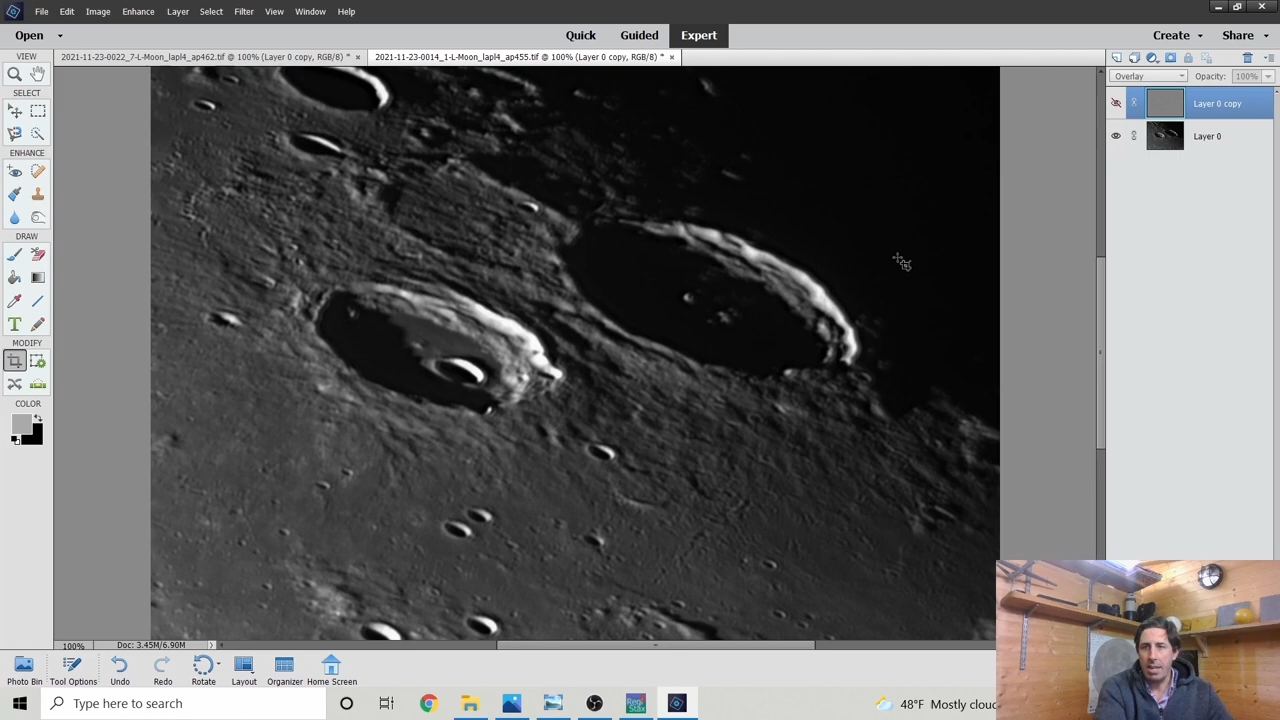 File Edit Image Enhance Layer Select Filter View Window Help
Open Quick Guided Expert Create Share
VIEW
2021-11-23-0022_7-L-Moon_lapl4_ap462.tif @ 100% (Layer 0 copy, RGB/8) * × 2021-11-23-0014_1-L-Moon_lapl4_ap455.tif @ 100% (Layer 0 copy, RGB/8) * ×
Overlay Opacity: 100%
SELECT
Layer 0 copy
Layer 0
ENHANCE
DRAW
T
MODIFY
COLOR
100% Doc: 3.45M/6.90M
Photo Bin Tool Options Undo Redo Rotate Layout Organizer Home Screen
Type here to search
48°F Mostly cloud